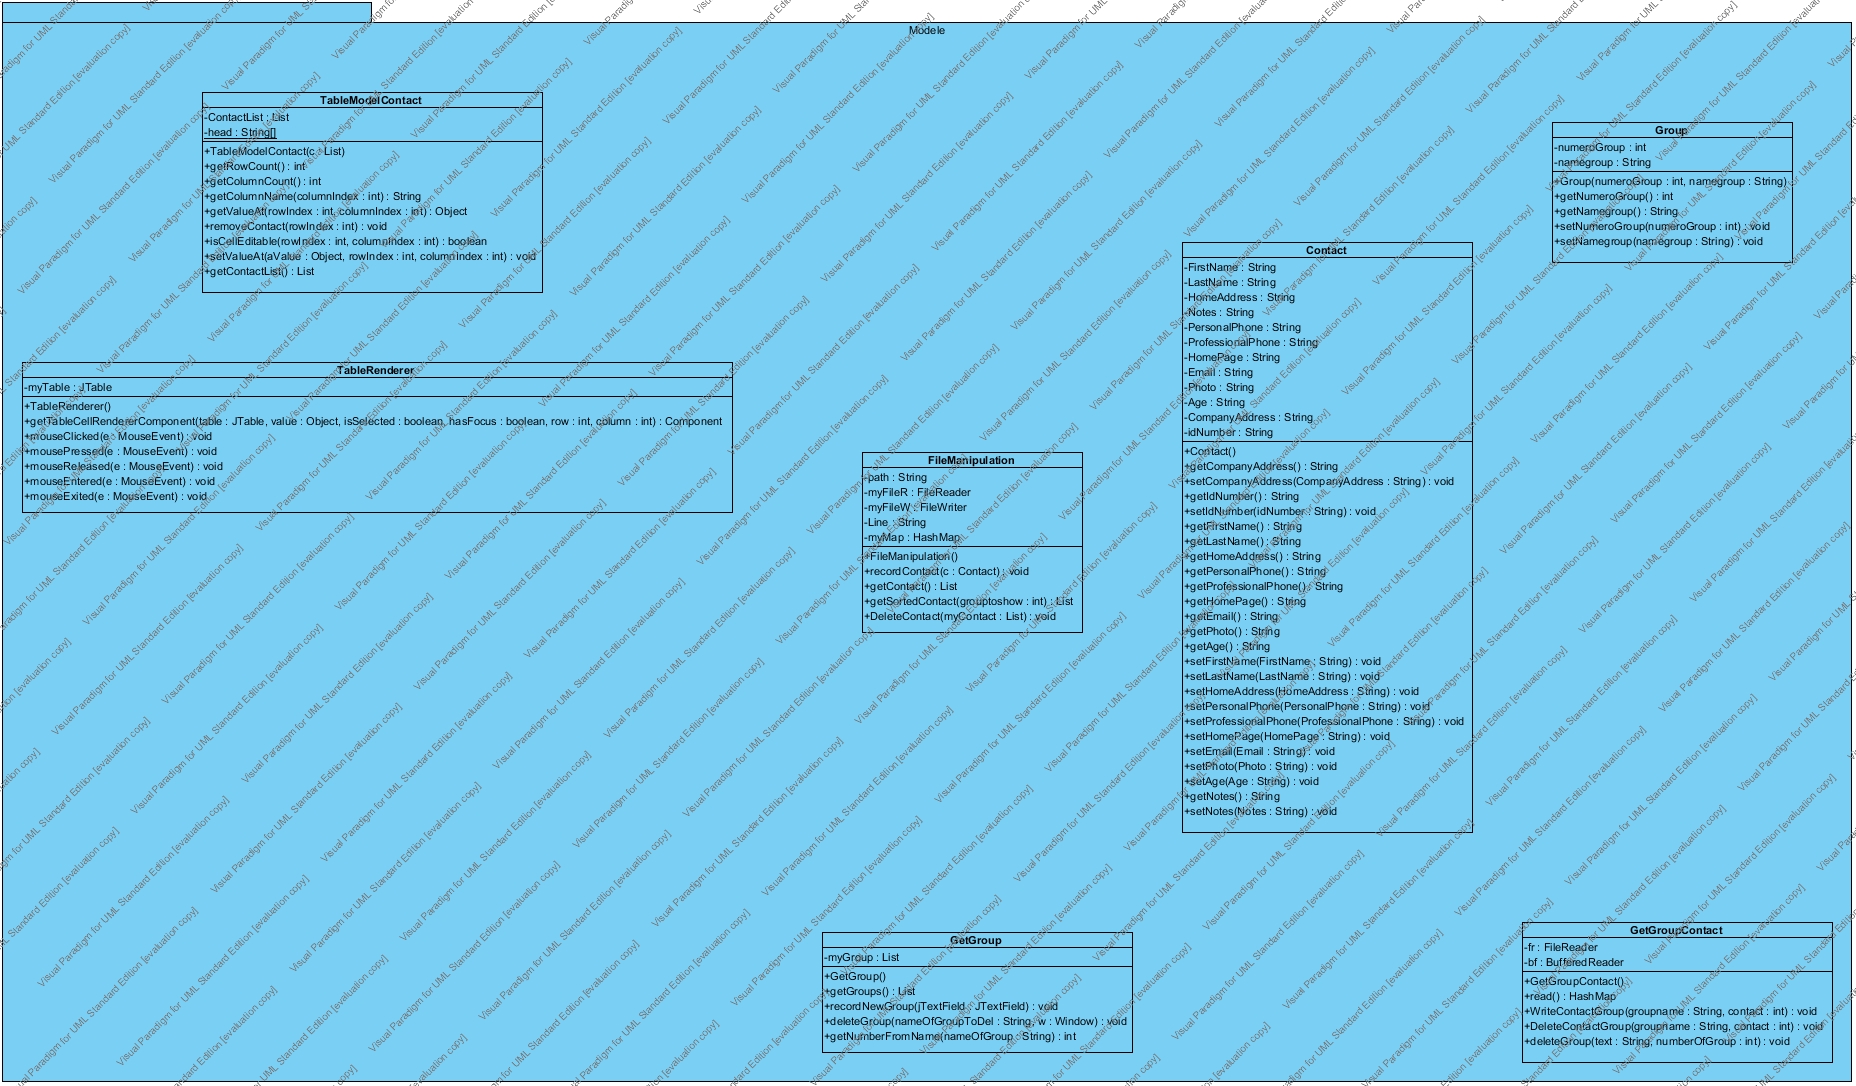 Modele
TableModelContact
-ContactList : List
-head : String[]
+TableModelContact(c : List)
+getRowCount() : int
+getColumnCount() : int
+getColumnName(columnIndex : int) : String
+getValueAt(rowIndex : int, columnIndex : int) : Object
+removeContact(rowIndex : int) : void
+isCellEditable(rowIndex : int, columnIndex : int) : boolean
+setValueAt(aValue : Object, rowIndex : int, columnIndex : int) : void
+getContactList() : List
Group
-numeroGroup : int
-namegroup : String
+Group(numeroGroup : int, namegroup : String)
+getNumeroGroup() : int
+getNamegroup() : String
+setNumeroGroup(numeroGroup : int) : void
+setNamegroup(namegroup : String) : void
Contact
-FirstName : String
-LastName : String
-HomeAddress : String
-Notes : String
-PersonalPhone : String
-ProfessionalPhone : String
-HomePage : String
-Email : String
-Photo : String
-Age : String
-CompanyAddress : String
-idNumber : String
+Contact()
+getCompanyAddress() : String
+setCompanyAddress(CompanyAddress : String) : void
+getIdNumber() : String
+setIdNumber(idNumber : String) : void
+getFirstName() : String
+getLastName() : String
+getHomeAddress() : String
+getPersonalPhone() : String
+getProfessionalPhone() : String
+getHomePage() : String
+getEmail() : String
+getPhoto() : String
+getAge() : String
+setFirstName(FirstName : String) : void
+setLastName(LastName : String) : void
+setHomeAddress(HomeAddress : String) : void
+setPersonalPhone(PersonalPhone : String) : void
+setProfessionalPhone(ProfessionalPhone : String) : void
+setHomePage(HomePage : String) : void
+setEmail(Email : String) : void
+setPhoto(Photo : String) : void
+setAge(Age : String) : void
+getNotes() : String
+setNotes(Notes : String) : void
TableRenderer
-myTable : JTable
+TableRenderer()
+getTableCellRendererComponent(table : JTable, value : Object, isSelected : boolean, hasFocus : boolean, row : int, column : int) : Component
+mouseClicked(e : MouseEvent) : void
+mousePressed(e : MouseEvent) : void
+mouseReleased(e : MouseEvent) : void
+mouseEntered(e : MouseEvent) : void
+mouseExited(e : MouseEvent) : void
FileManipulation
-path : String
-myFileR : FileReader
-myFileW : FileWriter
-Line : String
-myMap : HashMap
+FileManipulation()
+recordContact(c : Contact) : void
+getContact() : List
+getSortedContact(grouptoshow : int) : List
+DeleteContact(myContact : List) : void
GetGroup
-myGroup : List
+GetGroup()
+getGroups() : List
+recordNewGroup(jTextField : JTextField) : void
+deleteGroup(nameOfGroupToDel : String, w : Window) : void
+getNumberFromName(nameOfGroup : String) : int
GetGroupContact
-fr : FileReader
-bf : BufferedReader
+GetGroupContact()
+read() : HashMap
+WriteContactGroup(groupname : String, contact : int) : void
+DeleteContactGroup(groupname : String, contact : int) : void
+deleteGroup(text : String, numberOfGroup : int) : void
Visual Paradigm for UML Standard Edition [evaluation copy]